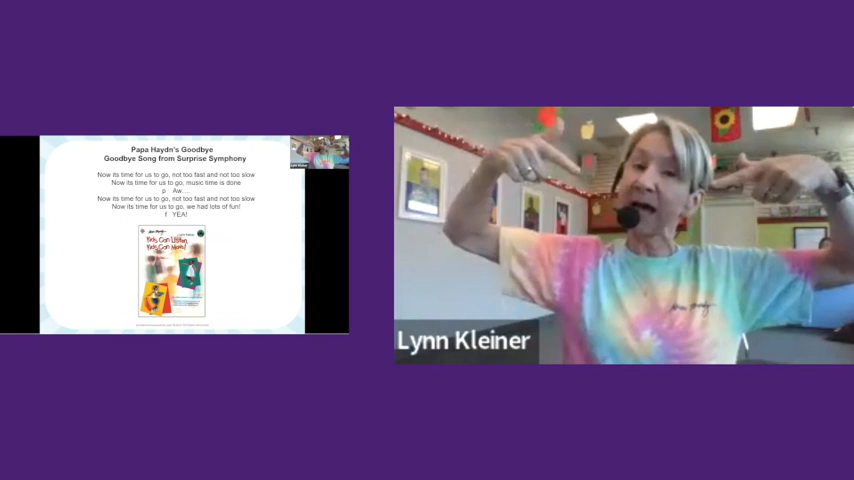 Papa Haydn's Goodbye
Goodbye Song from Surprise Symphony
Now its time for us to go, not too fast and not too slow
Now its time for us to go, music time is done
p Aw....
Now its time for us to go, not too fast and not too slow
Now its time for us to go, we had lots of fun!
f YEA!
Kids Can Listen,
Kids Can Move!
Lynn Kleiner